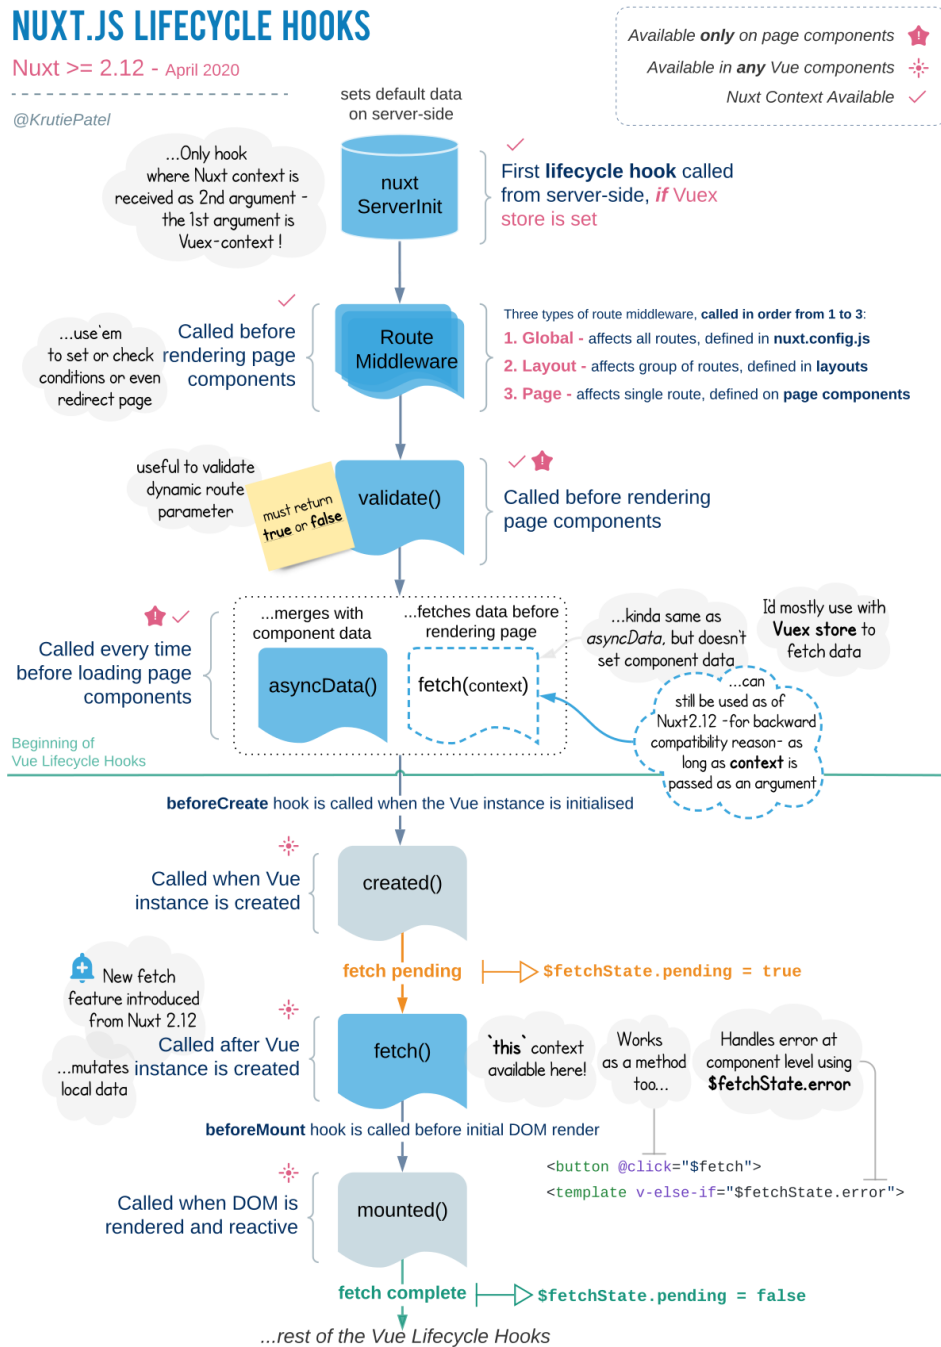 NUXT.JS LIFECYCLE HOOKS
Nuxt >= 2.12 - April 2020
@KrutiePatel
Available only on page components
Available in any Vue components
Nuxt Context Available
sets default data
on server-side
...Only hook
where Nuxt context is
received as 2nd argument -
the 1st argument is
Vuex-context !
nuxt
ServerInit
First lifecycle hook called
from server-side, if Vuex
store is set
...use'em
to set or check
conditions or even
redirect page
Called before
rendering page
components
Route
Middleware
Three types of route middleware, called in order from 1 to 3:
1. Global - affects all routes, defined in nuxt.config.js
2. Layout - affects group of routes, defined in layouts
3. Page - affects single route, defined on page components
useful to validate
dynamic route
parameter
must return
true or false
validate()
Called before rendering
page components
Called every time
before loading page
components
...merges with
component data
asyncData()
...fetches data before
rendering page
fetch(context)
...kinda same as
asyncData, but doesn't
set component data
I'd mostly use with
Vuex store to
fetch data
...can
still be used as of
Nuxt2.12 -for backward
compatibility reason- as
long as context is
passed as an argument
Beginning of
Vue Lifecycle Hooks
beforeCreate hook is called when the Vue instance is initialised
Called when Vue
instance is created
created()
fetch pending
$fetchState.pending = true
New fetch
feature introduced
from Nuxt 2.12
...mutates
local data
Called after Vue
instance is created
fetch()
`this` context
available here!
Works
as a method
too...
Handles error at
component level using
$fetchState.error
beforeMount hook is called before initial DOM render
<button @click="$fetch">
<template v-else-if="$fetchState.error">
Called when DOM is
rendered and reactive
mounted()
fetch complete
$fetchState.pending = false
...rest of the Vue Lifecycle Hooks